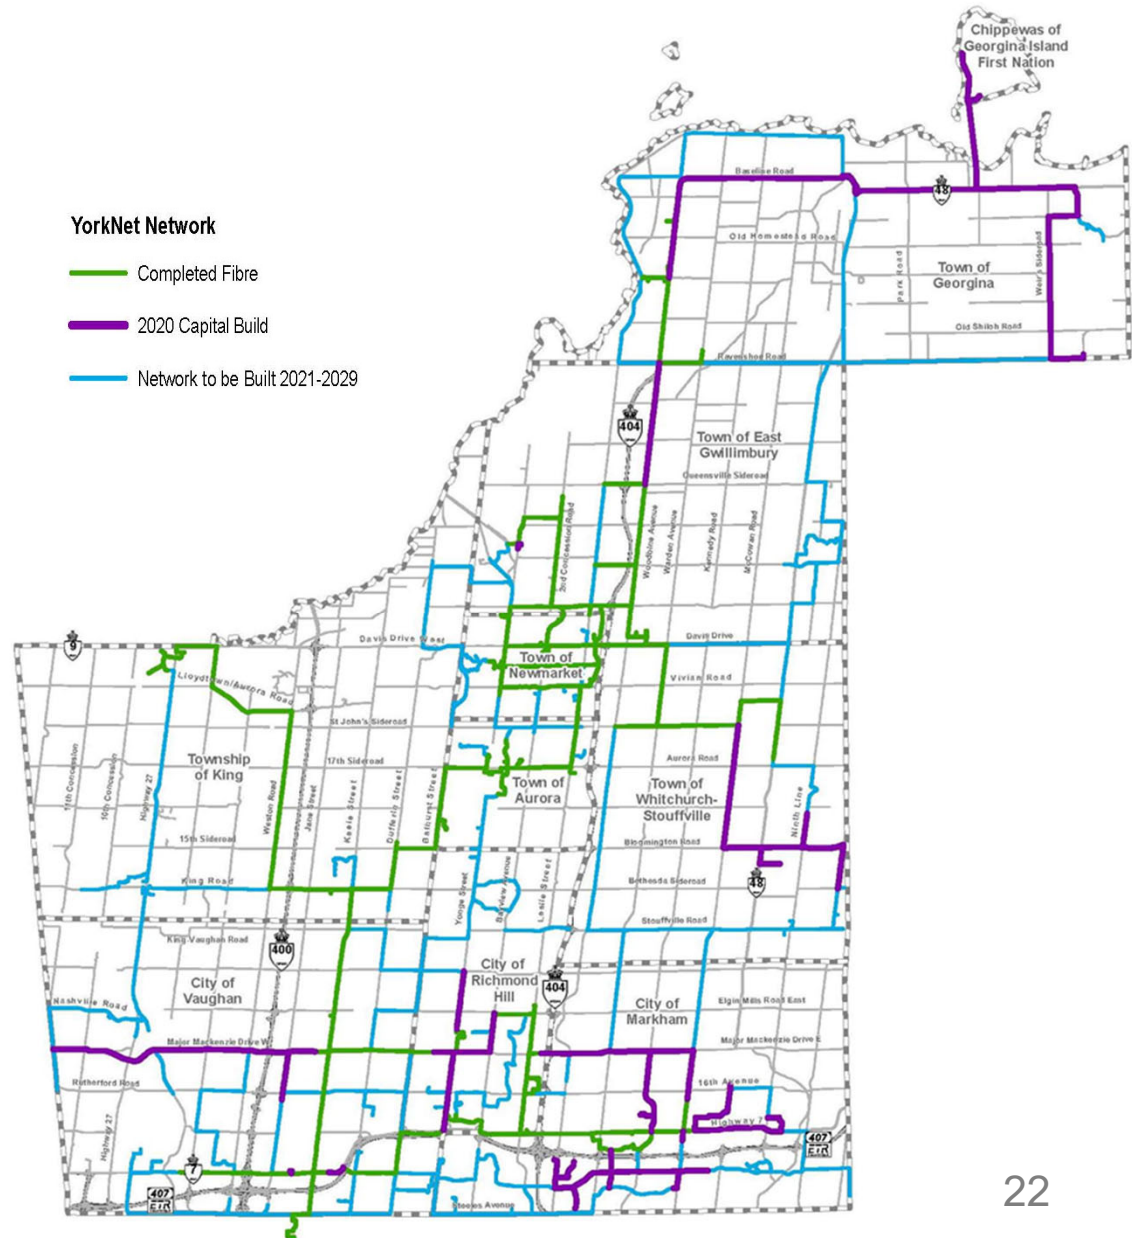 Chippewas of
Georgina Island
First Nation
Baseline Road
48
YorkNet Network
Completed Fibre
2020 Capital Build
Network to be Built 2021-2029
Old Homestead Road
Park Road
Town of
Georgina
Weir's Sideroad
Old Shiloh Road
Ravenshoe Road
404
Town of East
Gwillimbury
Queensville Sideroad
2nd Concession Road
Woodbine Avenue
Warden Avenue
Kennedy Road
McCowan Road
9
Davis Drive West
Davis Drive
Town of
Newmarket
Vivian Road
Lloydtown/Aurora Road
St John's Sideroad
Aurora Road
17th Sideroad
Township
of King
Town of
Aurora
Town of
Whitchurch-
Stouffville
11th Concession
10th Concession
Highway 27
Weston Road
Jane Street
Keele Street
Dufferin Street
Bathurst Street
Ninth Line
15th Sideroad
Bloomington Road
King Road
Yonge Street
Bayview Avenue
Leslie Street
Bethesda Sideroad
48
Stouffville Road
King Vaughan Road
400
City of
Vaughan
City of
Richmond
Hill
404
City of
Markham
Elgin Mills Road East
Nashville Road
Major Mackenzie Drive W
Major Mackenzie Drive E
Rutherford Road
16th Avenue
Highway 27
Highway 7
407
ETR
7
407
ETR
Steeles Avenue
22